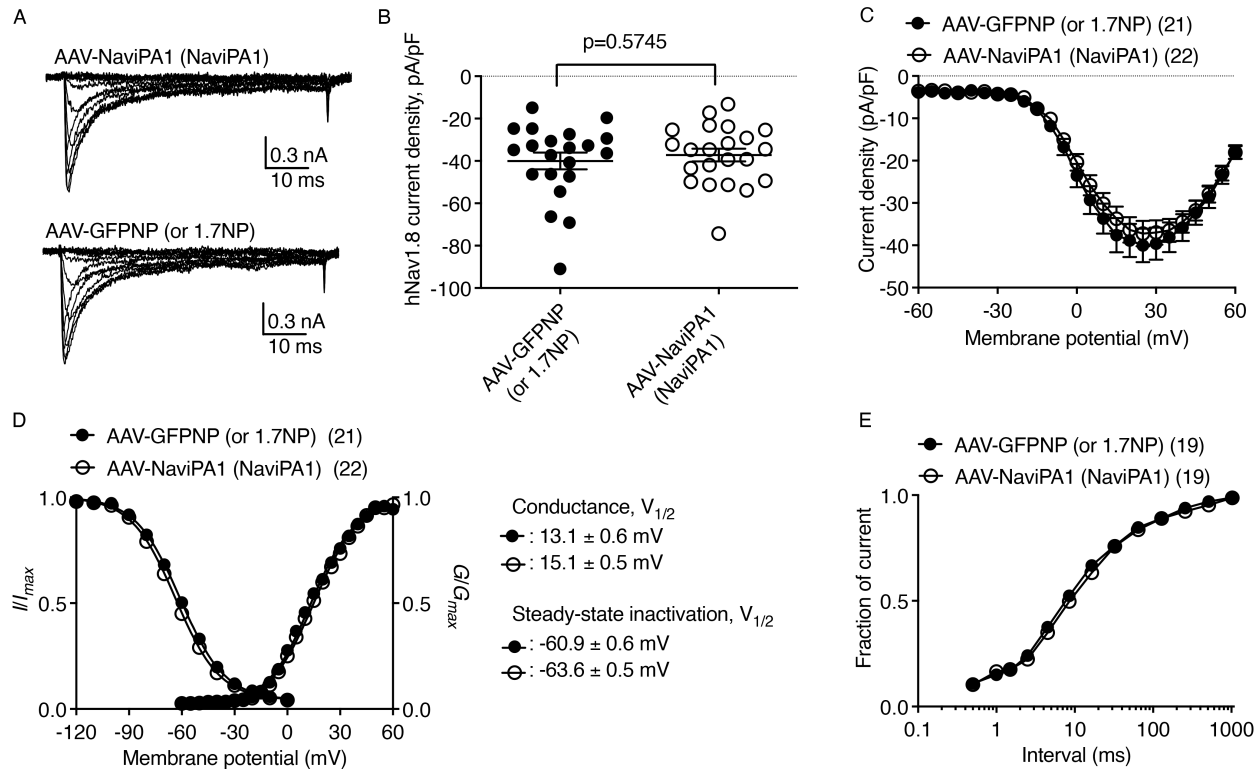 A
AAV-NaviPA1 (NaviPA1)
0.3 nA
10 ms
AAV-GFPNP (or 1.7NP)
0.3 nA
10 ms
B
p=0.5745
hNav1.8 current density, pA/pF
0
-20
-40
-60
-80
-100
AAV-GFPNP
(or 1.7NP)
AAV-NaviPA1
(NaviPA1)
C
AAV-GFPNP (or 1.7NP) (21)
AAV-NaviPA1 (NaviPA1) (22)
Current density (pA/pF)
0
-10
-20
-30
-40
-50
-60 -30 0 30 60
Membrane potential (mV)
D
AAV-GFPNP (or 1.7NP) (21)
AAV-NaviPA1 (NaviPA1) (22)
I/Imax
1.0
0.5
0.0
G/Gmax
1.0
0.5
0.0
-120 -90 -60 -30 0 30 60
Membrane potential (mV)
Conductance, V1/2
: 13.1 ± 0.6 mV
: 15.1 ± 0.5 mV
Steady-state inactivation, V1/2
: -60.9 ± 0.6 mV
: -63.6 ± 0.5 mV
E
AAV-GFPNP (or 1.7NP) (19)
AAV-NaviPA1 (NaviPA1) (19)
Fraction of current
1.0
0.5
0.0
0.1 1 10 100 1000
Interval (ms)